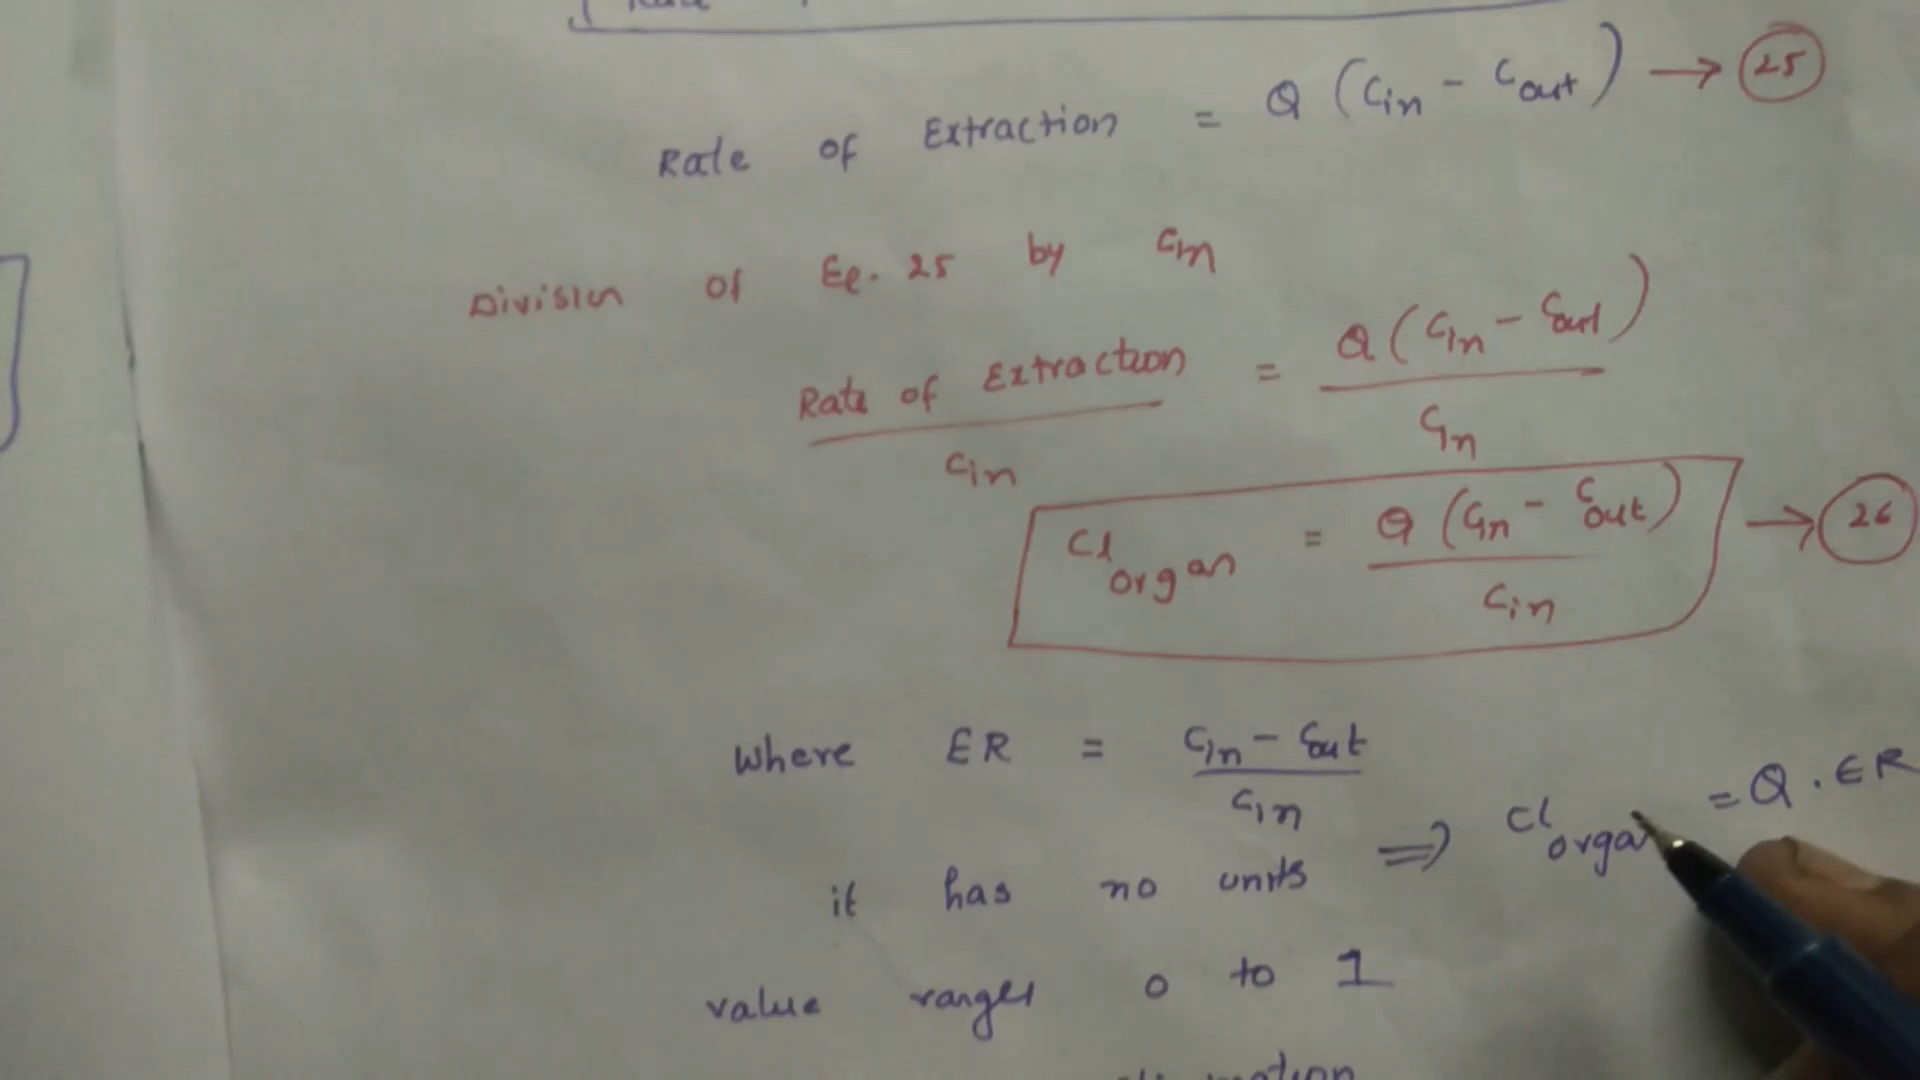 Rate of Extraction = Q (Cin - Cout) → 25
Division of Eq. 25 by Cin
Rate of Extraction / Cin = Q (Cin - Cout) / Cin
Cl organ = Q (Cin - Cout) / Cin → 26
Where ER = Cin - Cout / Cin
⇒ Cl organ = Q . ER
it has no units
value ranges 0 to 1